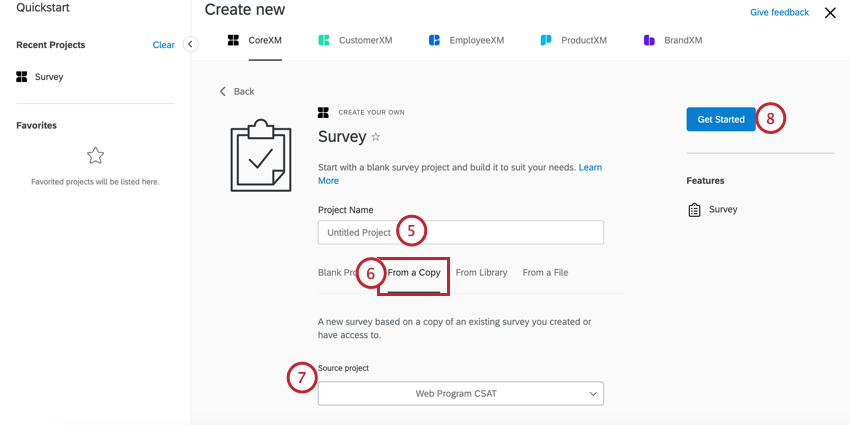 Quickstart
Create new
Give feedback
Recent Projects
Clear
CoreXM
CustomerXM
EmployeeXM
ProductXM
BrandXM
Survey
Back
Favorites
Favorited projects will be listed here.
CREATE YOUR OWN
Survey
Start with a blank survey project and build it to suit your needs. Learn
More
Project Name
Untitled Project
5
6
Blank Pro
From a Copy
From Library
From a File
A new survey based on a copy of an existing survey you created or
have access to.
7
Source project
Web Program CSAT
Get Started
8
Features
Survey